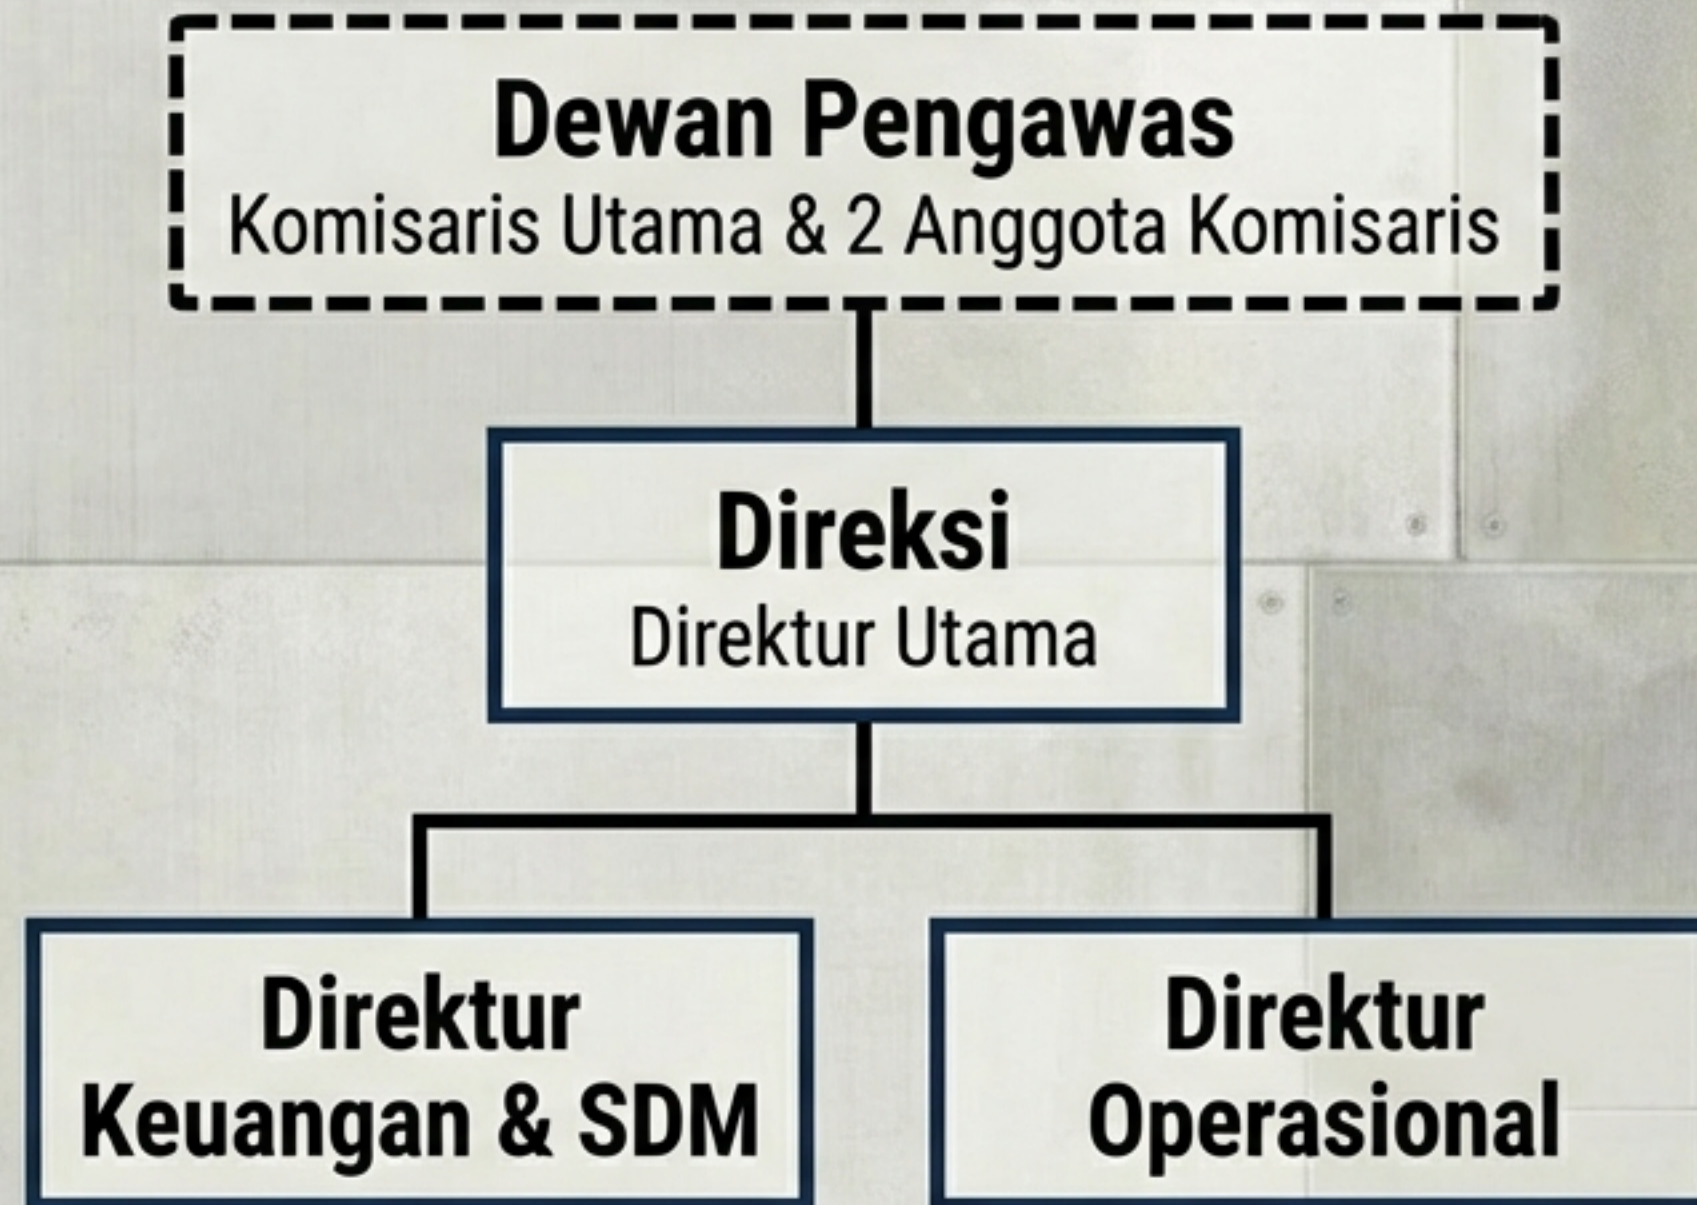 Dewan Pengawas
Komisaris Utama & 2 Anggota Komisaris
Direksi
Direktur Utama
Direktur
Keuangan & SDM
Direktur
Operasional